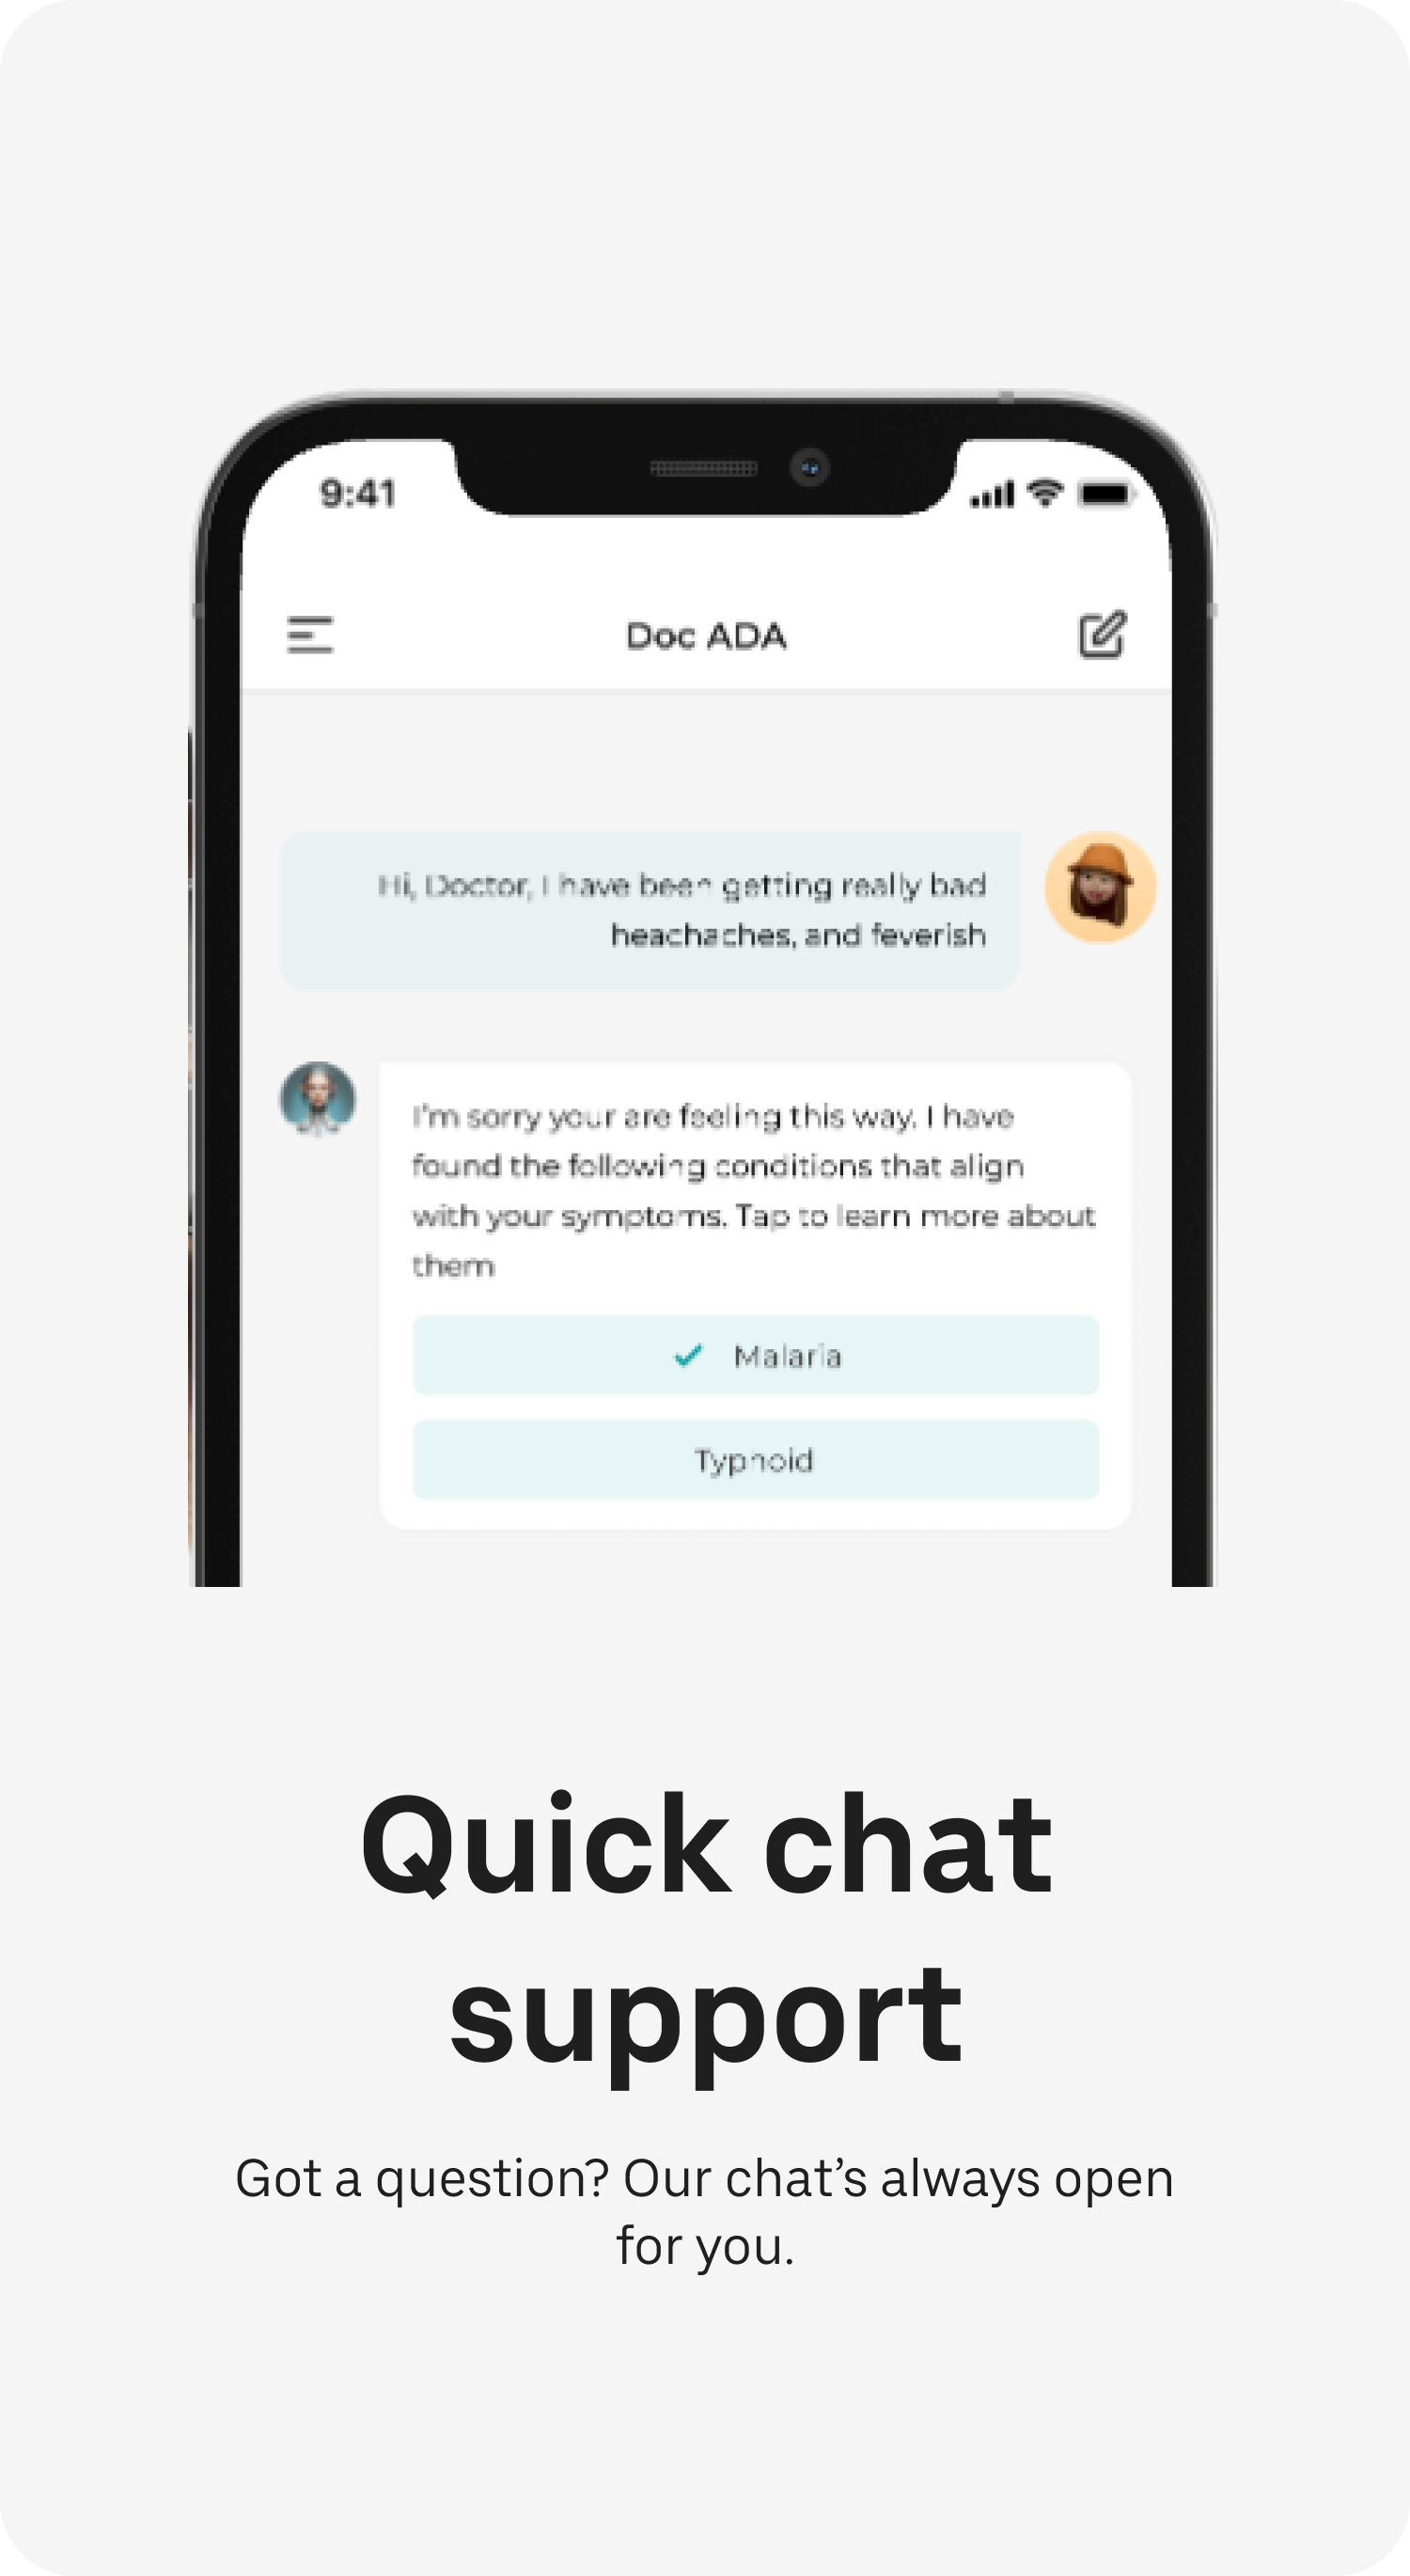 9:41
Doc ADA
Hi, Doctor, I have been getting really bad
heachaches, and feverish
I'm sorry your are feeling this way. I have
found the following conditions that align
with your symptoms. Tap to learn more about
them
Malaria
Typhoid
Quick chat
support
Got a question? Our chat’s always open
for you.